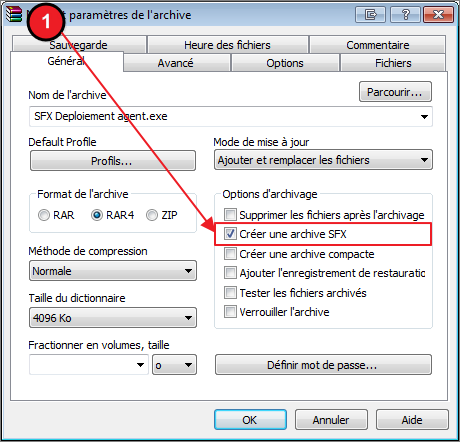 1
t paramètres de l'archive
Sauvegarde
Heure des fichiers
Commentaire
Général
Avancé
Options
Fichiers
Nom de l'archive
Parcourir...
SFX Deploiement agent.exe
Default Profile
Mode de mise à jour
Profils...
Ajouter et remplacer les fichiers
Format de l'archive
Options d'archivage
RAR
RAR4
ZIP
Supprimer les fichiers après l'archivage
Créer une archive SFX
Créer une archive compacte
Ajouter l'enregistrement de restauratio
Tester les fichiers archivés
Verrouiller l'archive
Méthode de compression
Normale
Taille du dictionnaire
4096 Ko
Fractionner en volumes, taille
o
Définir mot de passe...
OK
Annuler
Aide